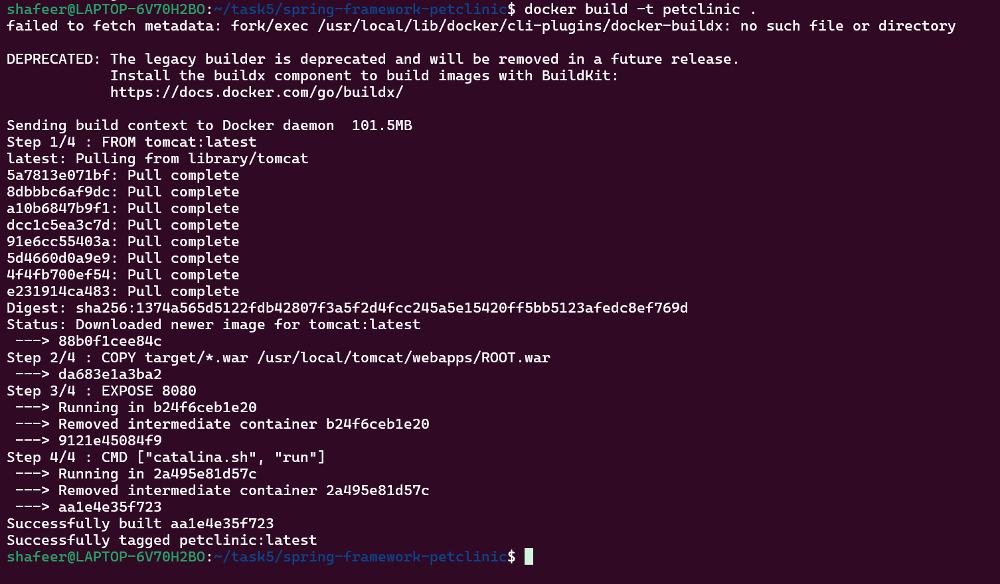 shafeer@LAPTOP-6V70H2BO:~/task5/spring-framework-petclinic$ docker build -t petclinic .
failed to fetch metadata: fork/exec /usr/local/lib/docker/cli-plugins/docker-buildx: no such file or directory
DEPRECATED: The legacy builder is deprecated and will be removed in a future release.
Install the buildx component to build images with BuildKit:
https://docs.docker.com/go/buildx/
Sending build context to Docker daemon  101.5MB
Step 1/4 : FROM tomcat:latest
latest: Pulling from library/tomcat
5a7813e071bf: Pull complete
8dbbbc6af9dc: Pull complete
a10b6847b9f1: Pull complete
dcc1c5ea3c7d: Pull complete
91e6cc55403a: Pull complete
5d4660d0a9e9: Pull complete
4f4fb700ef54: Pull complete
e231914ca483: Pull complete
Digest: sha256:1374a565d5122fdb42807f3a5f2d4fcc245a5e15420ff5bb5123afedc8ef769d
Status: Downloaded newer image for tomcat:latest
---> 88b0f1cee84c
Step 2/4 : COPY target/*.war /usr/local/tomcat/webapps/ROOT.war
---> da683e1a3ba2
Step 3/4 : EXPOSE 8080
---> Running in b24f6ceb1e20
---> Removed intermediate container b24f6ceb1e20
---> 9121e45084f9
Step 4/4 : CMD ["catalina.sh", "run"]
---> Running in 2a495e81d57c
---> Removed intermediate container 2a495e81d57c
---> aa1e4e35f723
Successfully built aa1e4e35f723
Successfully tagged petclinic:latest
shafeer@LAPTOP-6V70H2BO:~/task5/spring-framework-petclinic$